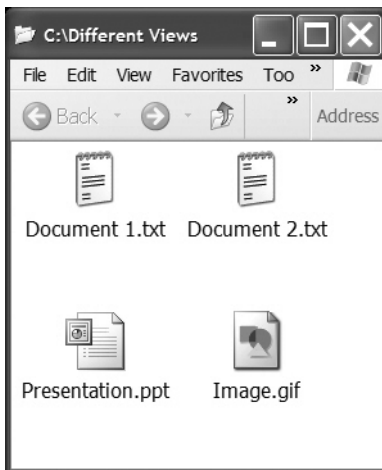 C:\Different Views
File Edit View Favorites Too »
Back » Address
Document 1.txt Document 2.txt
Presentation.ppt Image.gif